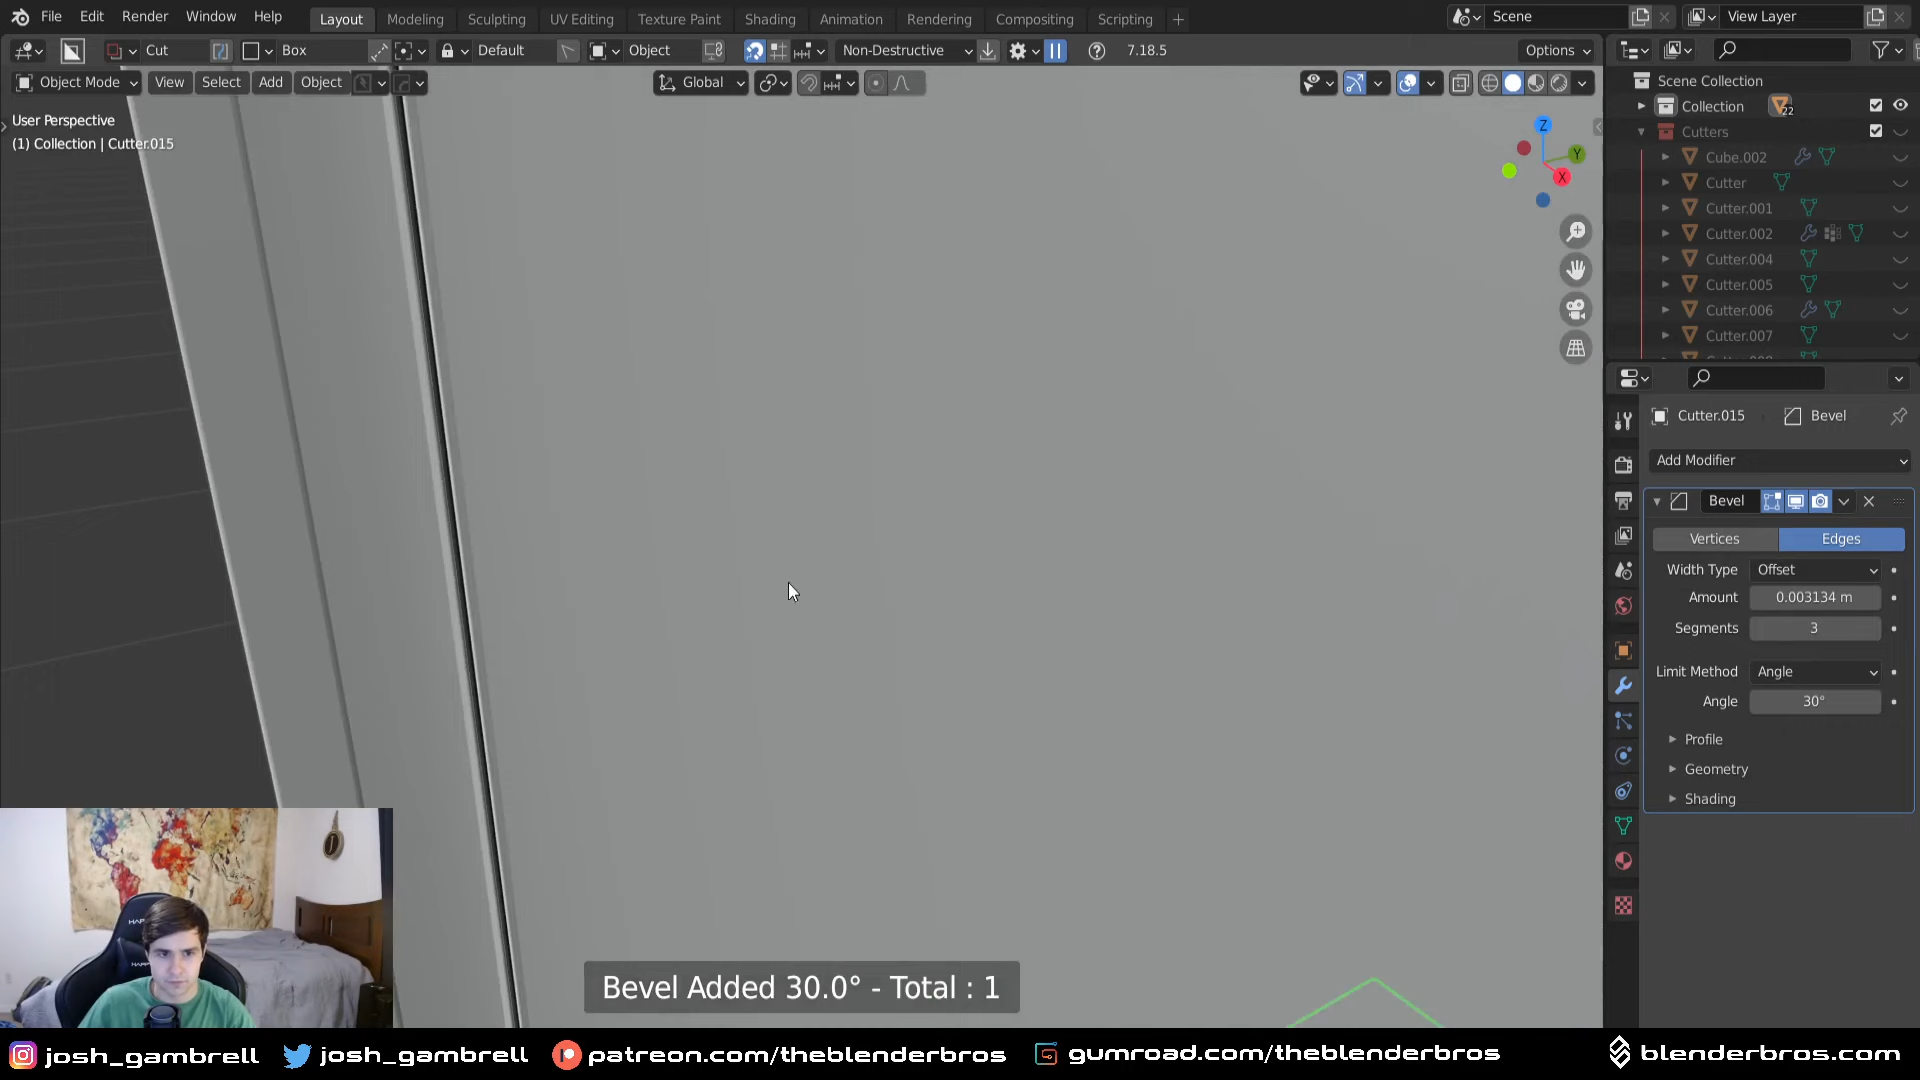 File Edit Render Window Help Layout Modeling Sculpting UV Editing Texture Paint Shading Animation Rendering Compositing Scripting + Scene View Layer
Cut Box Default Object Non-Destructive 7.18.5 Options
Object Mode View Select Add Object Global
User Perspective
(1) Collection | Cutter.015
Z
Y
X
Scene Collection
Collection 22
Cutters
Cube.002
Cutter
Cutter.001
Cutter.002
Cutter.004
Cutter.005
Cutter.006
Cutter.007
Cutter.015 Bevel
Add Modifier
Bevel
Vertices Edges
Width Type Offset
Amount 0.003134 m
Segments 3
Limit Method Angle
Angle 30°
Profile
Geometry
Shading
Bevel Added 30.0° - Total : 1
josh_gambrell josh_gambrell patreon.com/theblenderbros gumroad.com/theblenderbros blenderbros.com